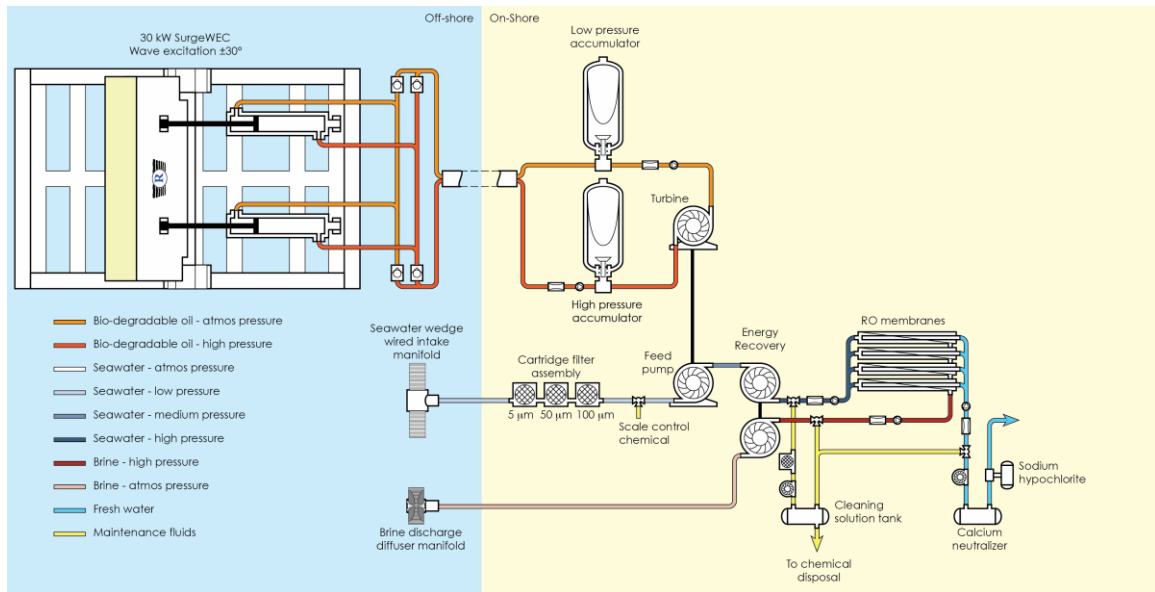 Off-shore
On-Shore
30 kW SurgeWEC
Wave excitation ±30º
Low pressure
accumulator
Turbine
High pressure
accumulator
R
Bio-degradable oil - atmos pressure
Bio-degradable oil - high pressure
Seawater - atmos pressure
Seawater - low pressure
Seawater - medium pressure
Seawater - high pressure
Brine - high pressure
Brine - atmos pressure
Fresh water
Maintenance fluids
Seawater wedge
wired intake
manifold
Cartridge filter
assembly
5 µm 50 µm 100 µm
Scale control
chemical
Feed
pump
Energy
Recovery
RO membranes
Sodium
hypochlorite
Cleaning
solution tank
Calcium
neutralizer
To chemical
disposal
Brine discharge
diffuser manifold